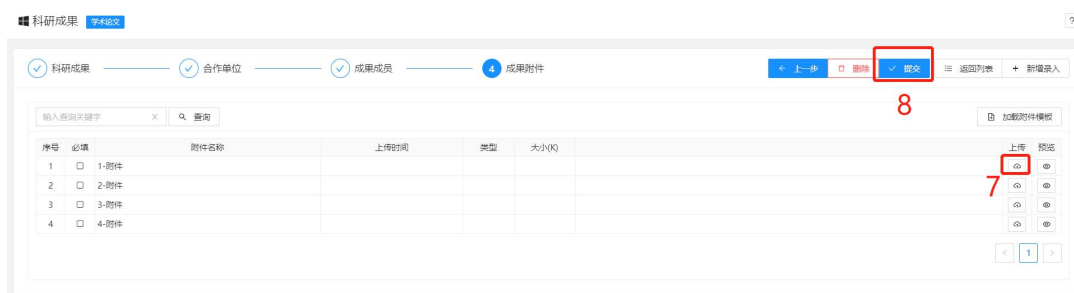 科研成果 学术论文 ?
科研成果 合作单位 成果成员 4 成果附件 上一步 删除 提交 返回列表 + 新增录入
8
输入查询关键字 X 查询 加载附件模板
序号 必填 附件名称 上传时间 类型 大小(K) 上传 预览
1 1-附件
7
2 2-附件
3 3-附件
4 4-附件
< 1 >